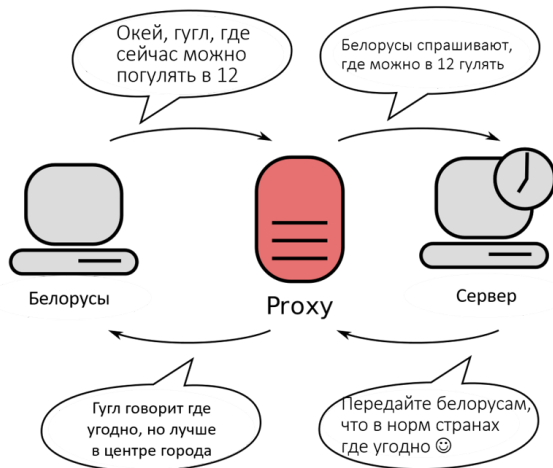 Окей, гугл, где
сейчас можно
погулять в 12
Белорусы спрашивают,
где можно в 12 гулять
Белорусы
Proxy
Сервер
Гугл говорит где
угодно, но лучше
в центре города
Передайте белорусам,
что в норм странах
где угодно ☺